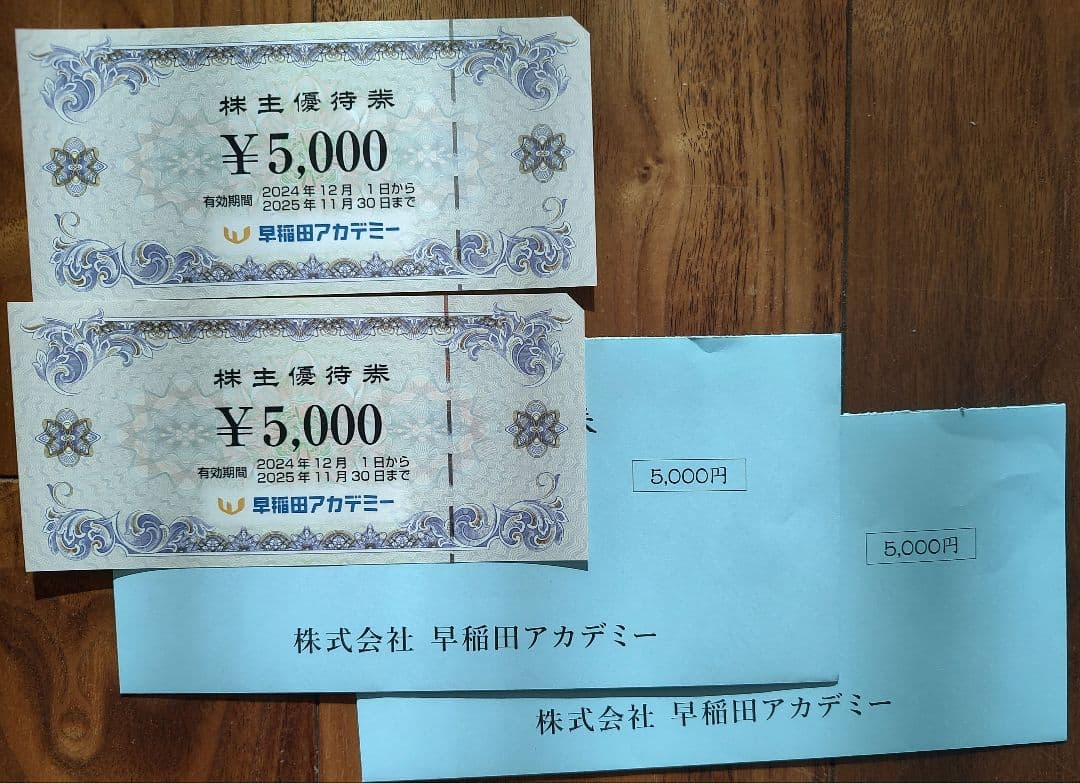 株主優待券
￥5,000
有効期間 2024年12月 1日から
2025年11月30日まで
早稲田アカデミー
株主優待券
￥5,000
有効期間 2024年12月 1日から
2025年11月30日まで
早稲田アカデミー
5,000円
株式会社 早稲田アカデミー
5,000円
株式会社 早稲田アカデミー